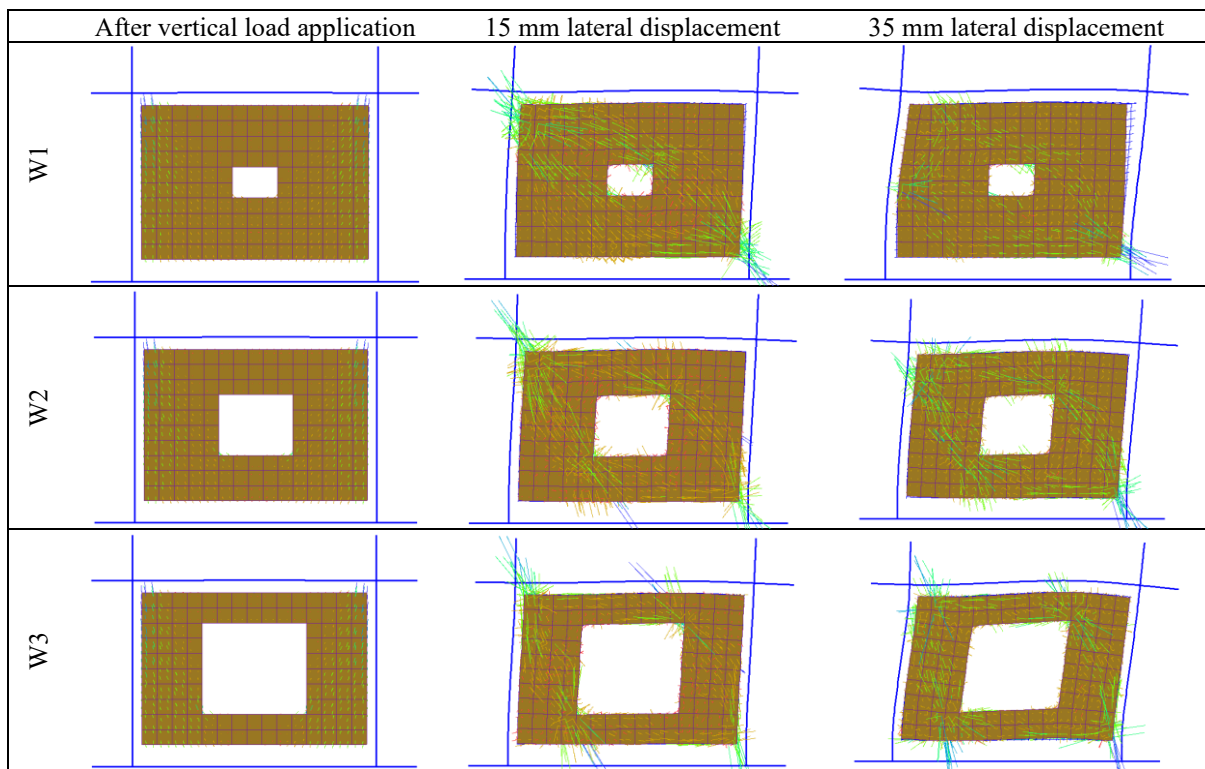 After vertical load application 15 mm lateral displacement 35 mm lateral displacement
W1
W2
W3